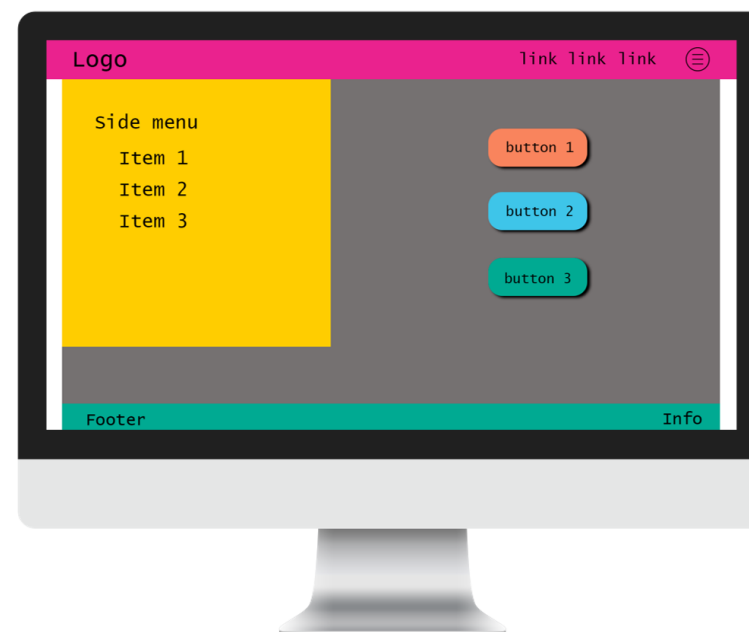 Logo
link link link
Side menu
Item 1
Item 2
Item 3
button 1
button 2
button 3
Footer
Info